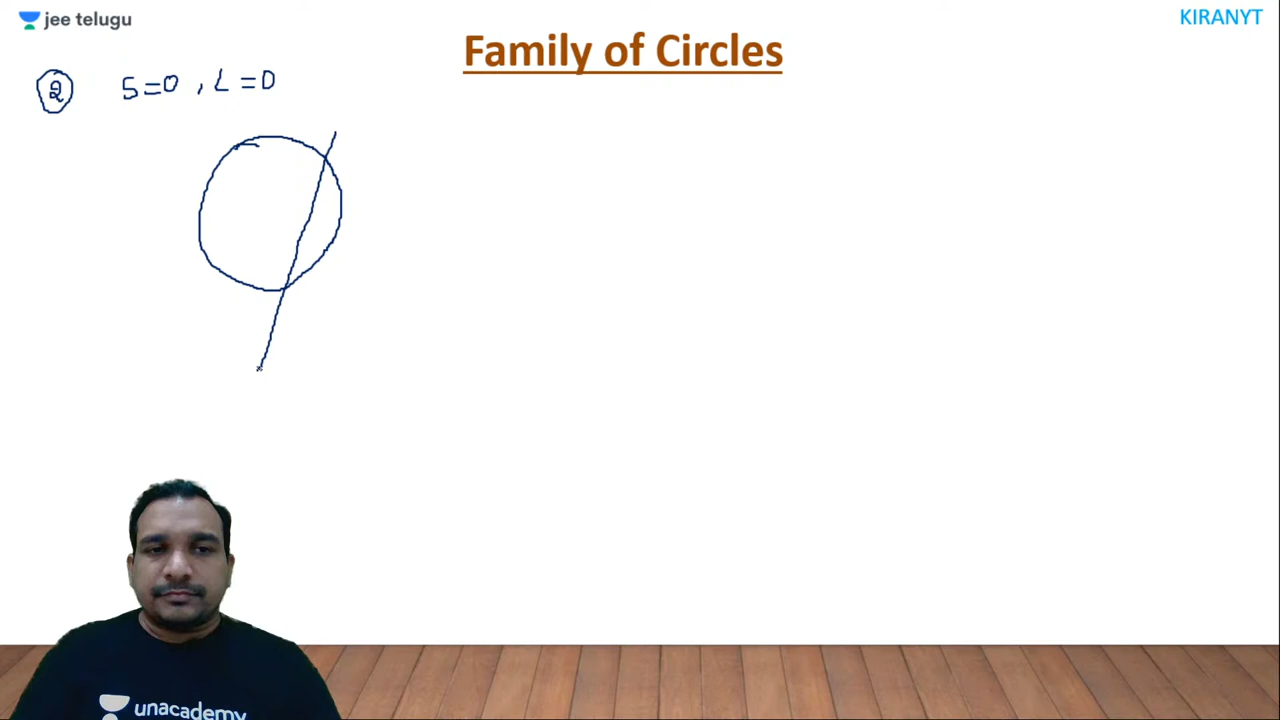 jee telugu
KIRANYT
Family of Circles
2 S=0 , L=0
unacademy